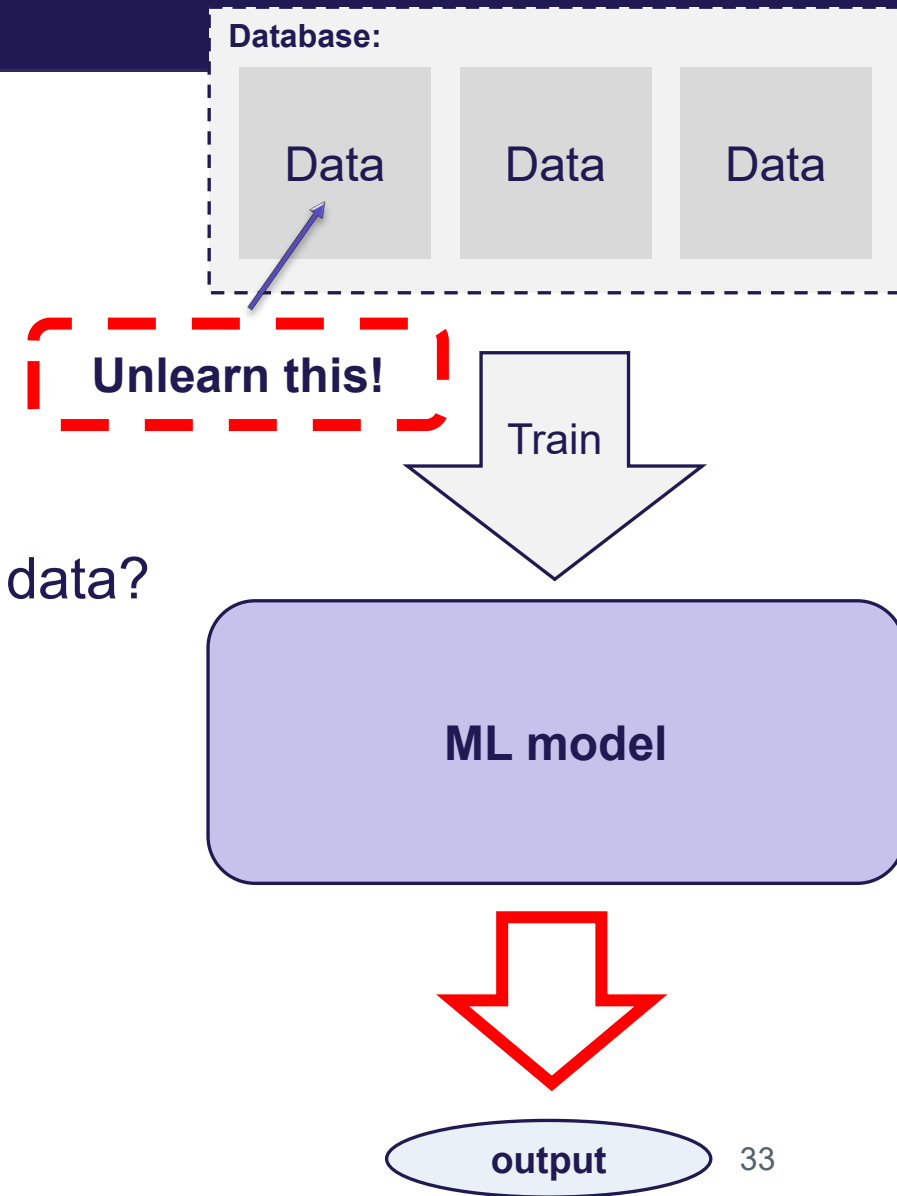 Database:
Data Data Data
Unlearn this!
Train
data?
ML model
output
33